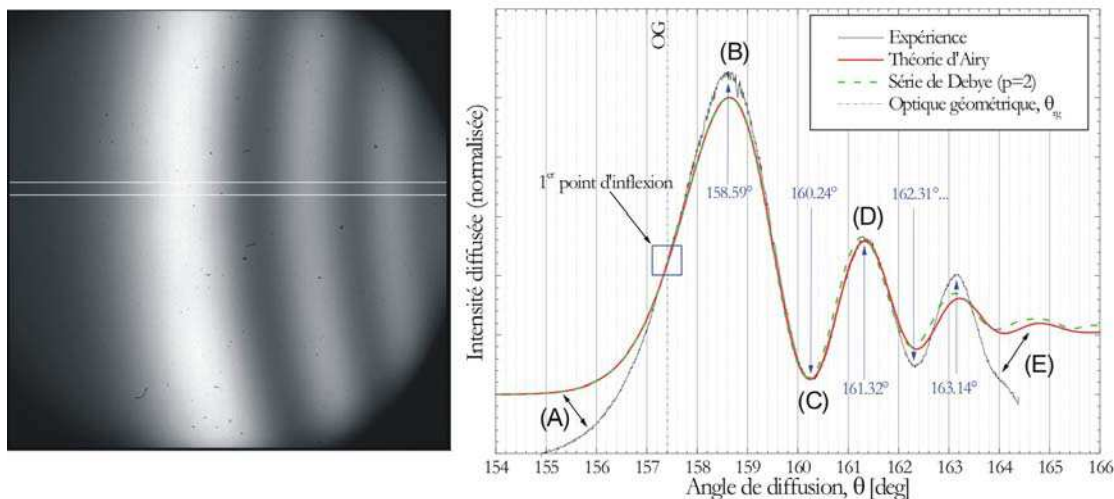 OG
(B)
Expérience
Théorie d'Airy
Série de Debye (p=2)
Optique géométrique, θrg
1er point d'inflexion
158.59°
160.24°
162.31°...
(D)
(A)
(C)
161.32°
163.14°
(E)
Intensité diffusée (normalisée)
154 155 156 157 158 159 160 161 162 163 164 165 166
Angle de diffusion, θ [deg]